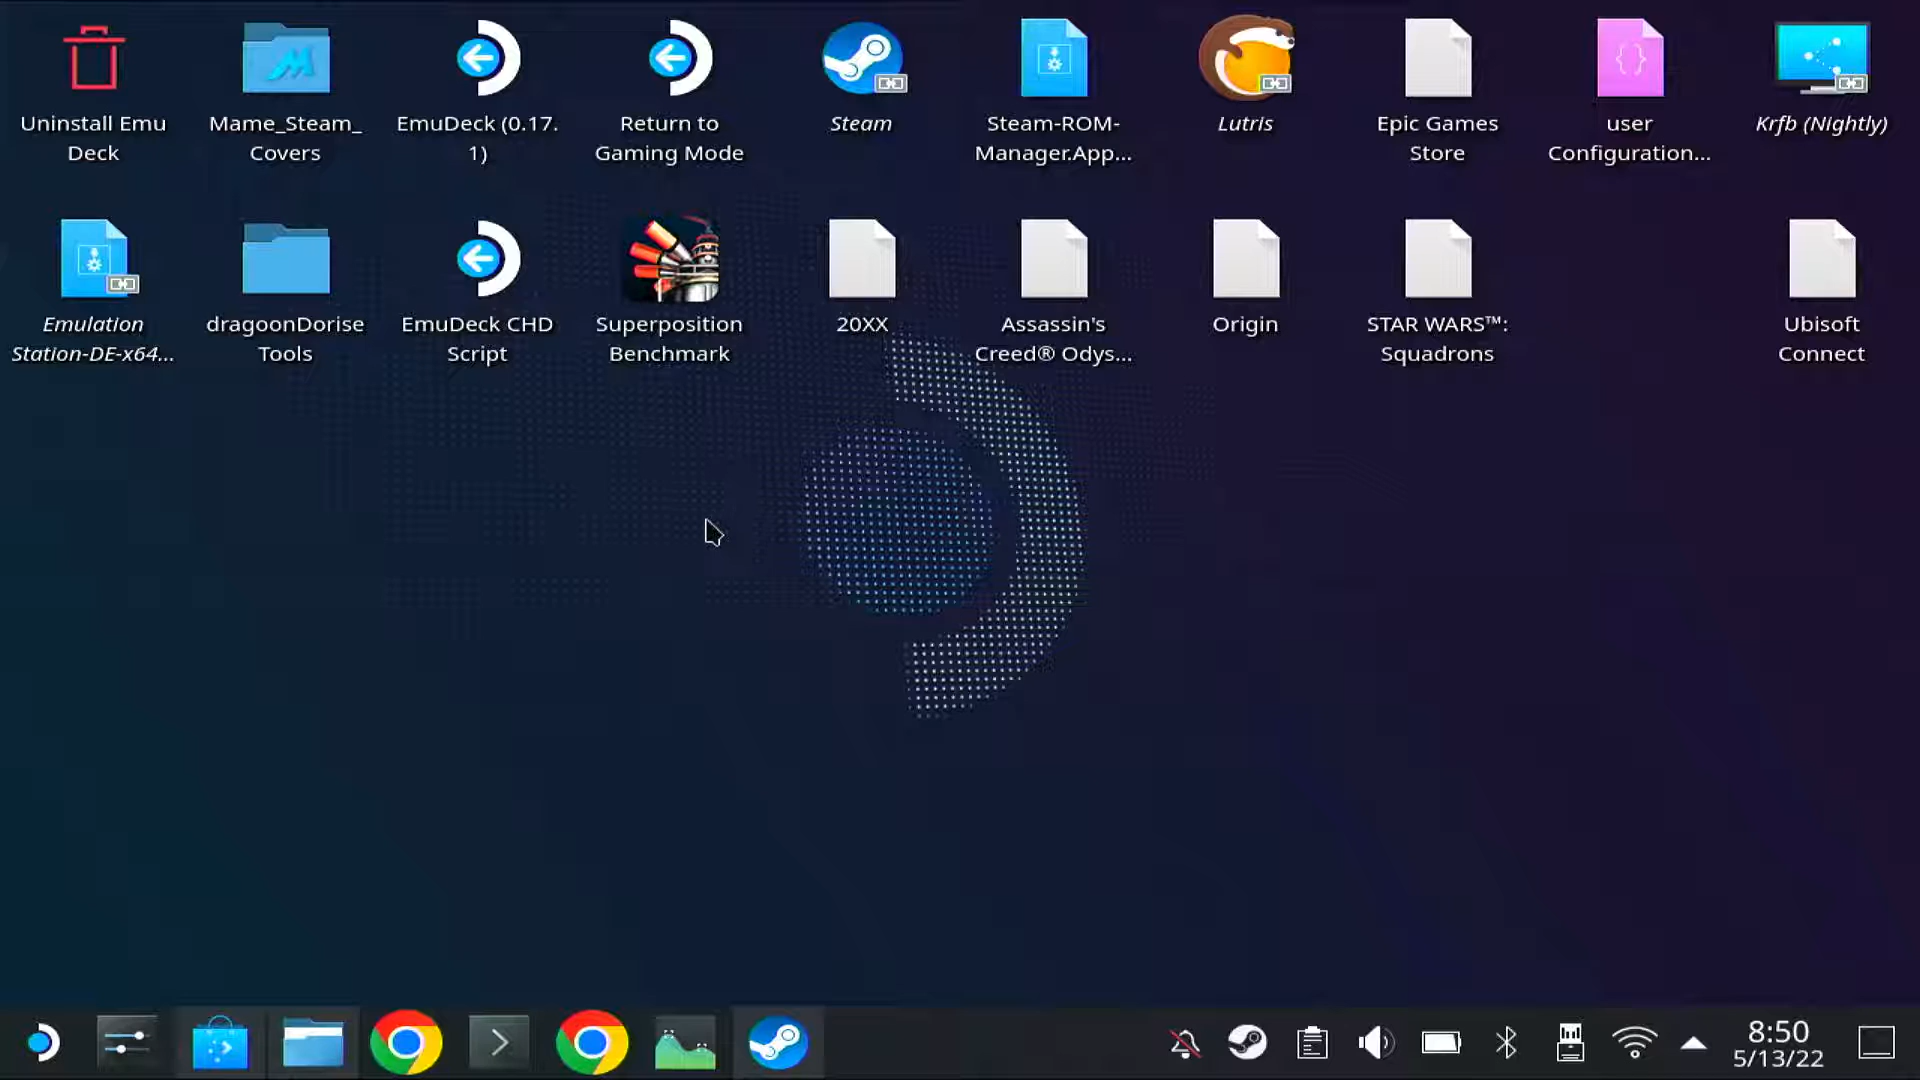 Uninstall Emu
Deck
Mame_Steam_
Covers
EmuDeck (0.17.
1)
Return to
Gaming Mode
Steam
Steam-ROM-
Manager.App...
Lutris
Epic Games
Store
user
Configuration...
Krfb (Nightly)
Emulation
Station-DE-x64...
dragoonDorise
Tools
EmuDeck CHD
Script
Superposition
Benchmark
20XX
Assassin's
Creed® Odys...
Origin
STAR WARS™:
Squadrons
Ubisoft
Connect
8:50
5/13/22